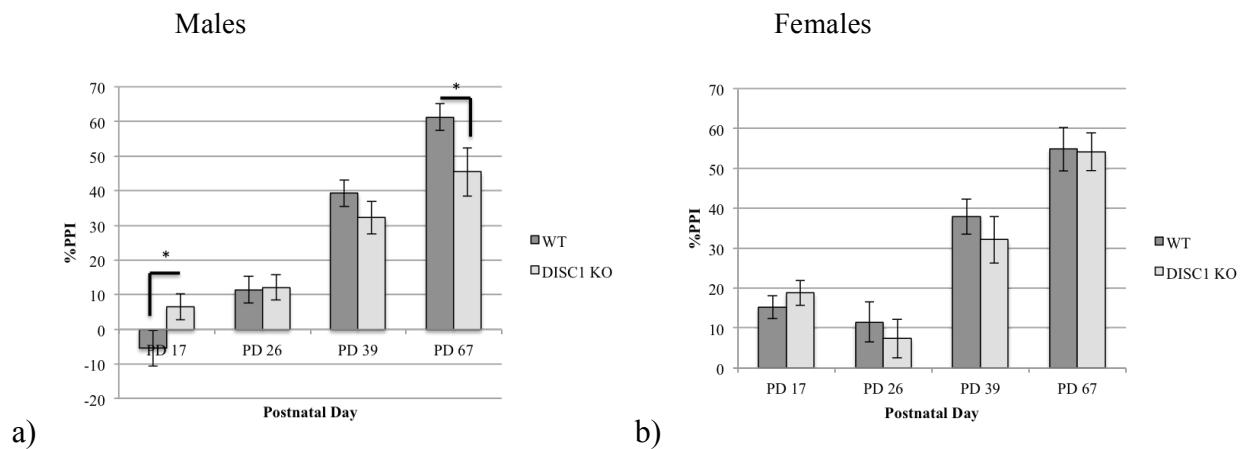 Males
Females
70
60
50
40
30
20
10
0
-10
-20
%PPI
*
*
PD 17
PD 26
PD 39
PD 67
Postnatal Day
WT
DISC1 KO
a)
70
60
50
40
30
20
10
0
%PPI
PD 17
PD 26
PD 39
PD 67
Postnatal Day
WT
DISC1 KO
b)